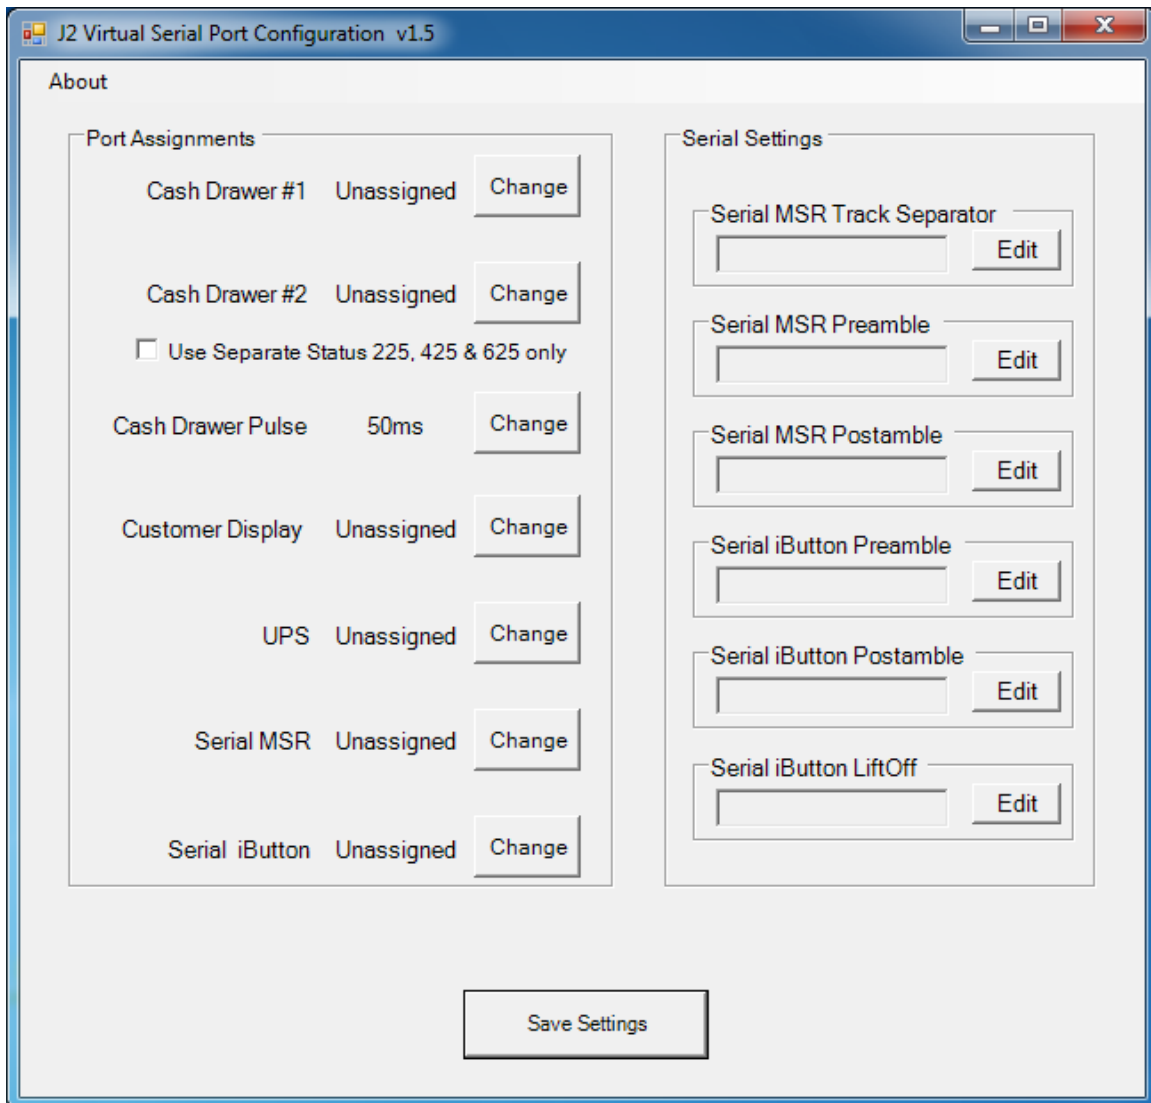 J2 Virtual Serial Port Configuration v1.5
About
Port Assignments
Cash Drawer #1 Unassigned Change
Cash Drawer #2 Unassigned Change
Use Separate Status 225, 425 & 625 only
Cash Drawer Pulse 50ms Change
Customer Display Unassigned Change
UPS Unassigned Change
Serial MSR Unassigned Change
Serial iButton Unassigned Change
Serial Settings
Serial MSR Track Separator
Edit
Serial MSR Preamble
Edit
Serial MSR Postamble
Edit
Serial iButton Preamble
Edit
Serial iButton Postamble
Edit
Serial iButton LiftOff
Edit
Save Settings